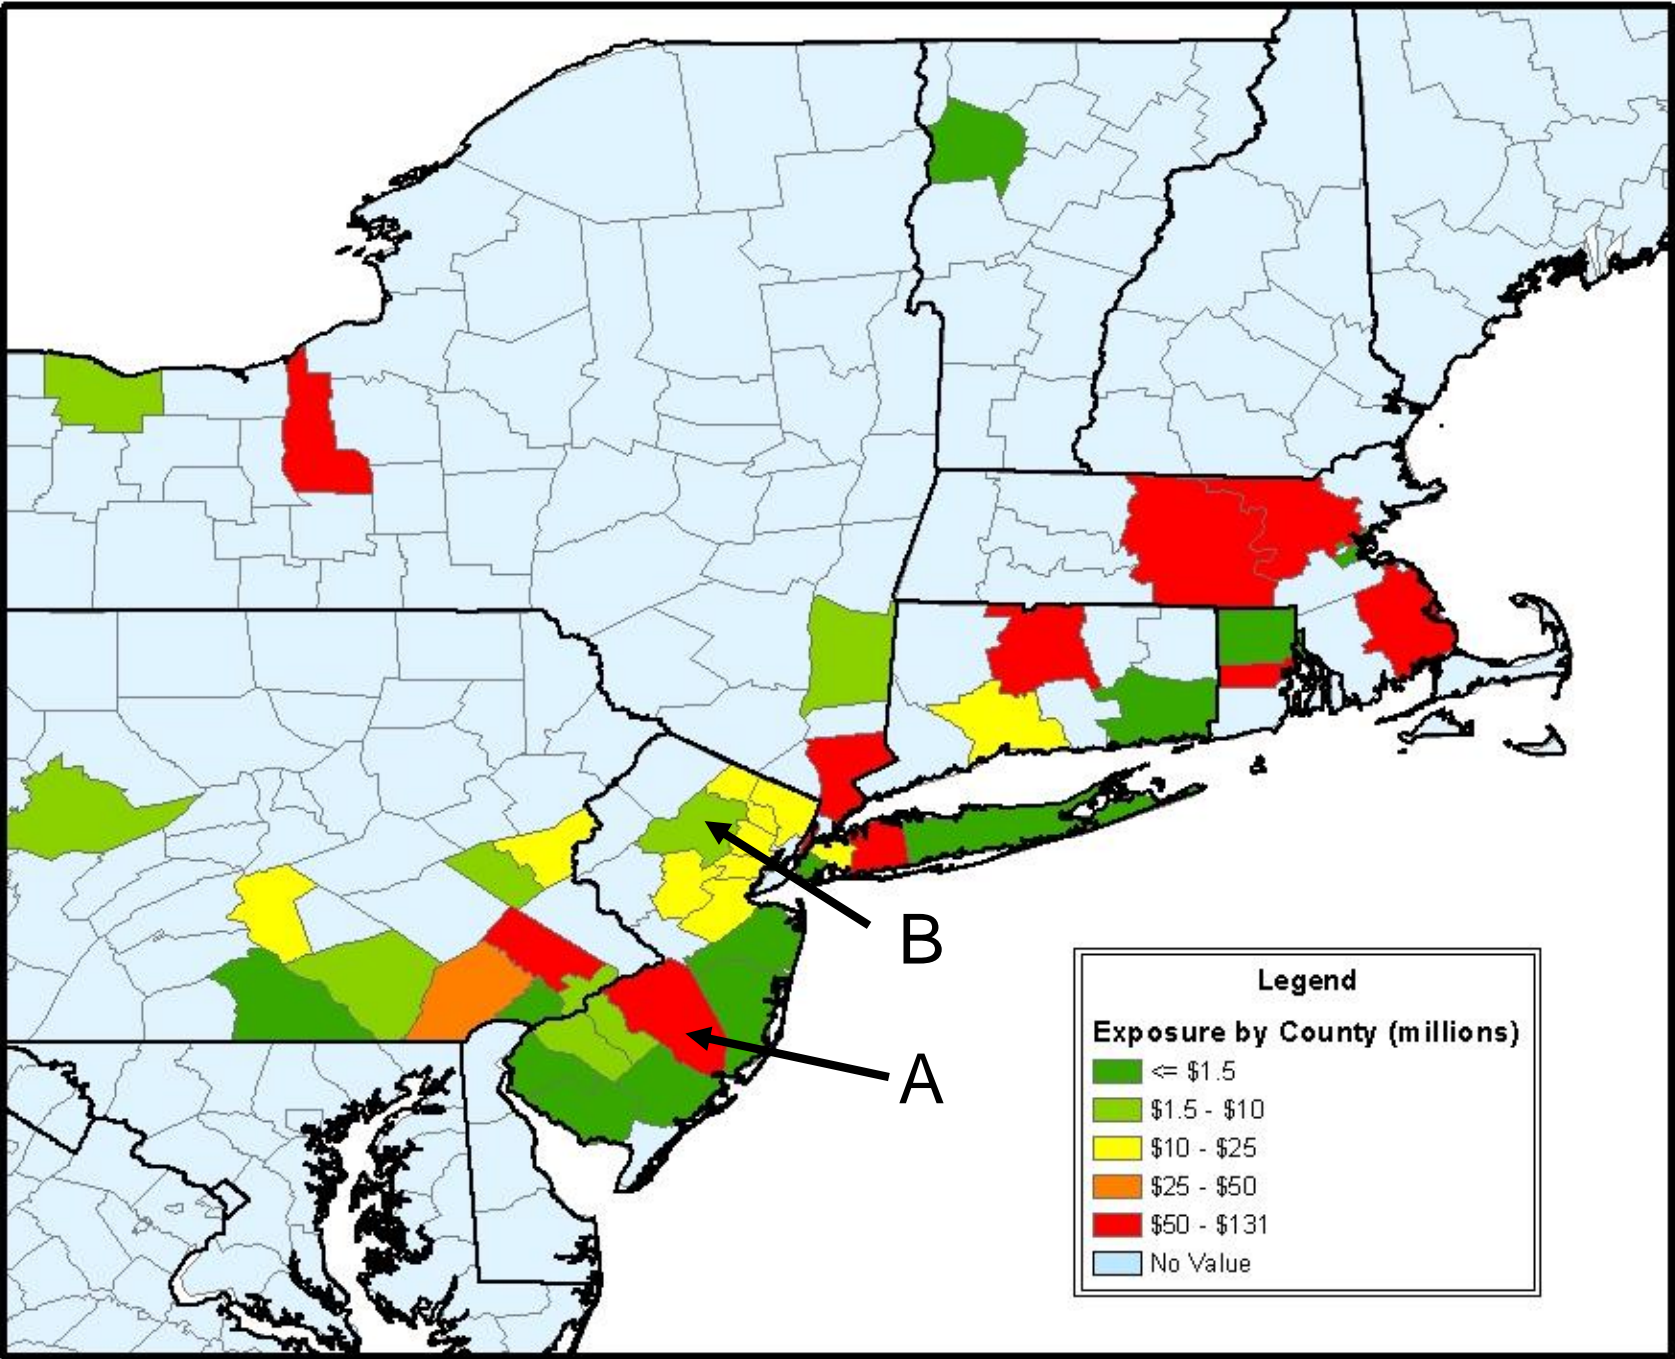 B
A
Legend
Exposure by County (millions)
<= $1.5
$1.5 - $10
$10 - $25
$25 - $50
$50 - $131
No Value